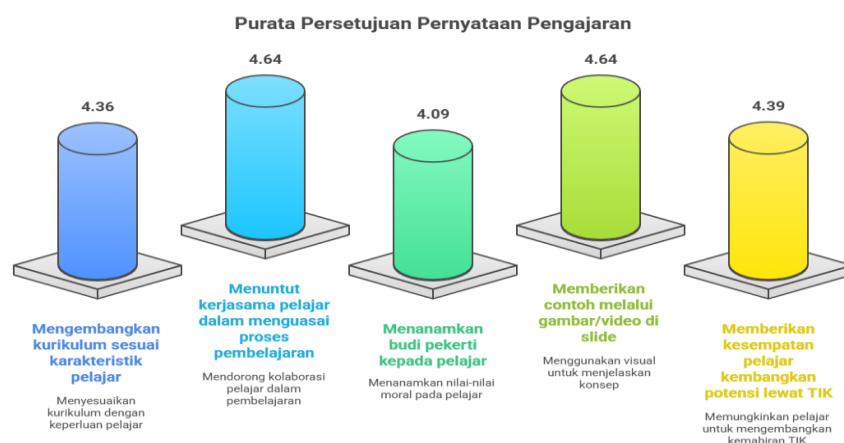 Purata Persetujuan Pernyataan Pengajaran
4.36
Mengembangkan
kurikulum sesuai
karakteristik
pelajar
Menyesuaikan
kurikulum dengan
keperluan pelajar
4.64
Menuntut
kerjasama pelajar
dalam menguasai
proses
pembelajaran
Mendorong kolaborasi
pelajar dalam
pembelajaran
4.09
Menanamkan
budi pekerti
kepada pelajar
Menanamkan nilai-nilai
moral pada pelajar
4.64
Memberikan
contoh melalui
gambar/video di
slide
Menggunakan visual
untuk menjelaskan
konsep
4.39
Memberikan
kesempatan
pelajar
kembangkan
potensi lewat TIK
Memungkinkan pelajar
untuk mengembangkan
kemahiran TIK